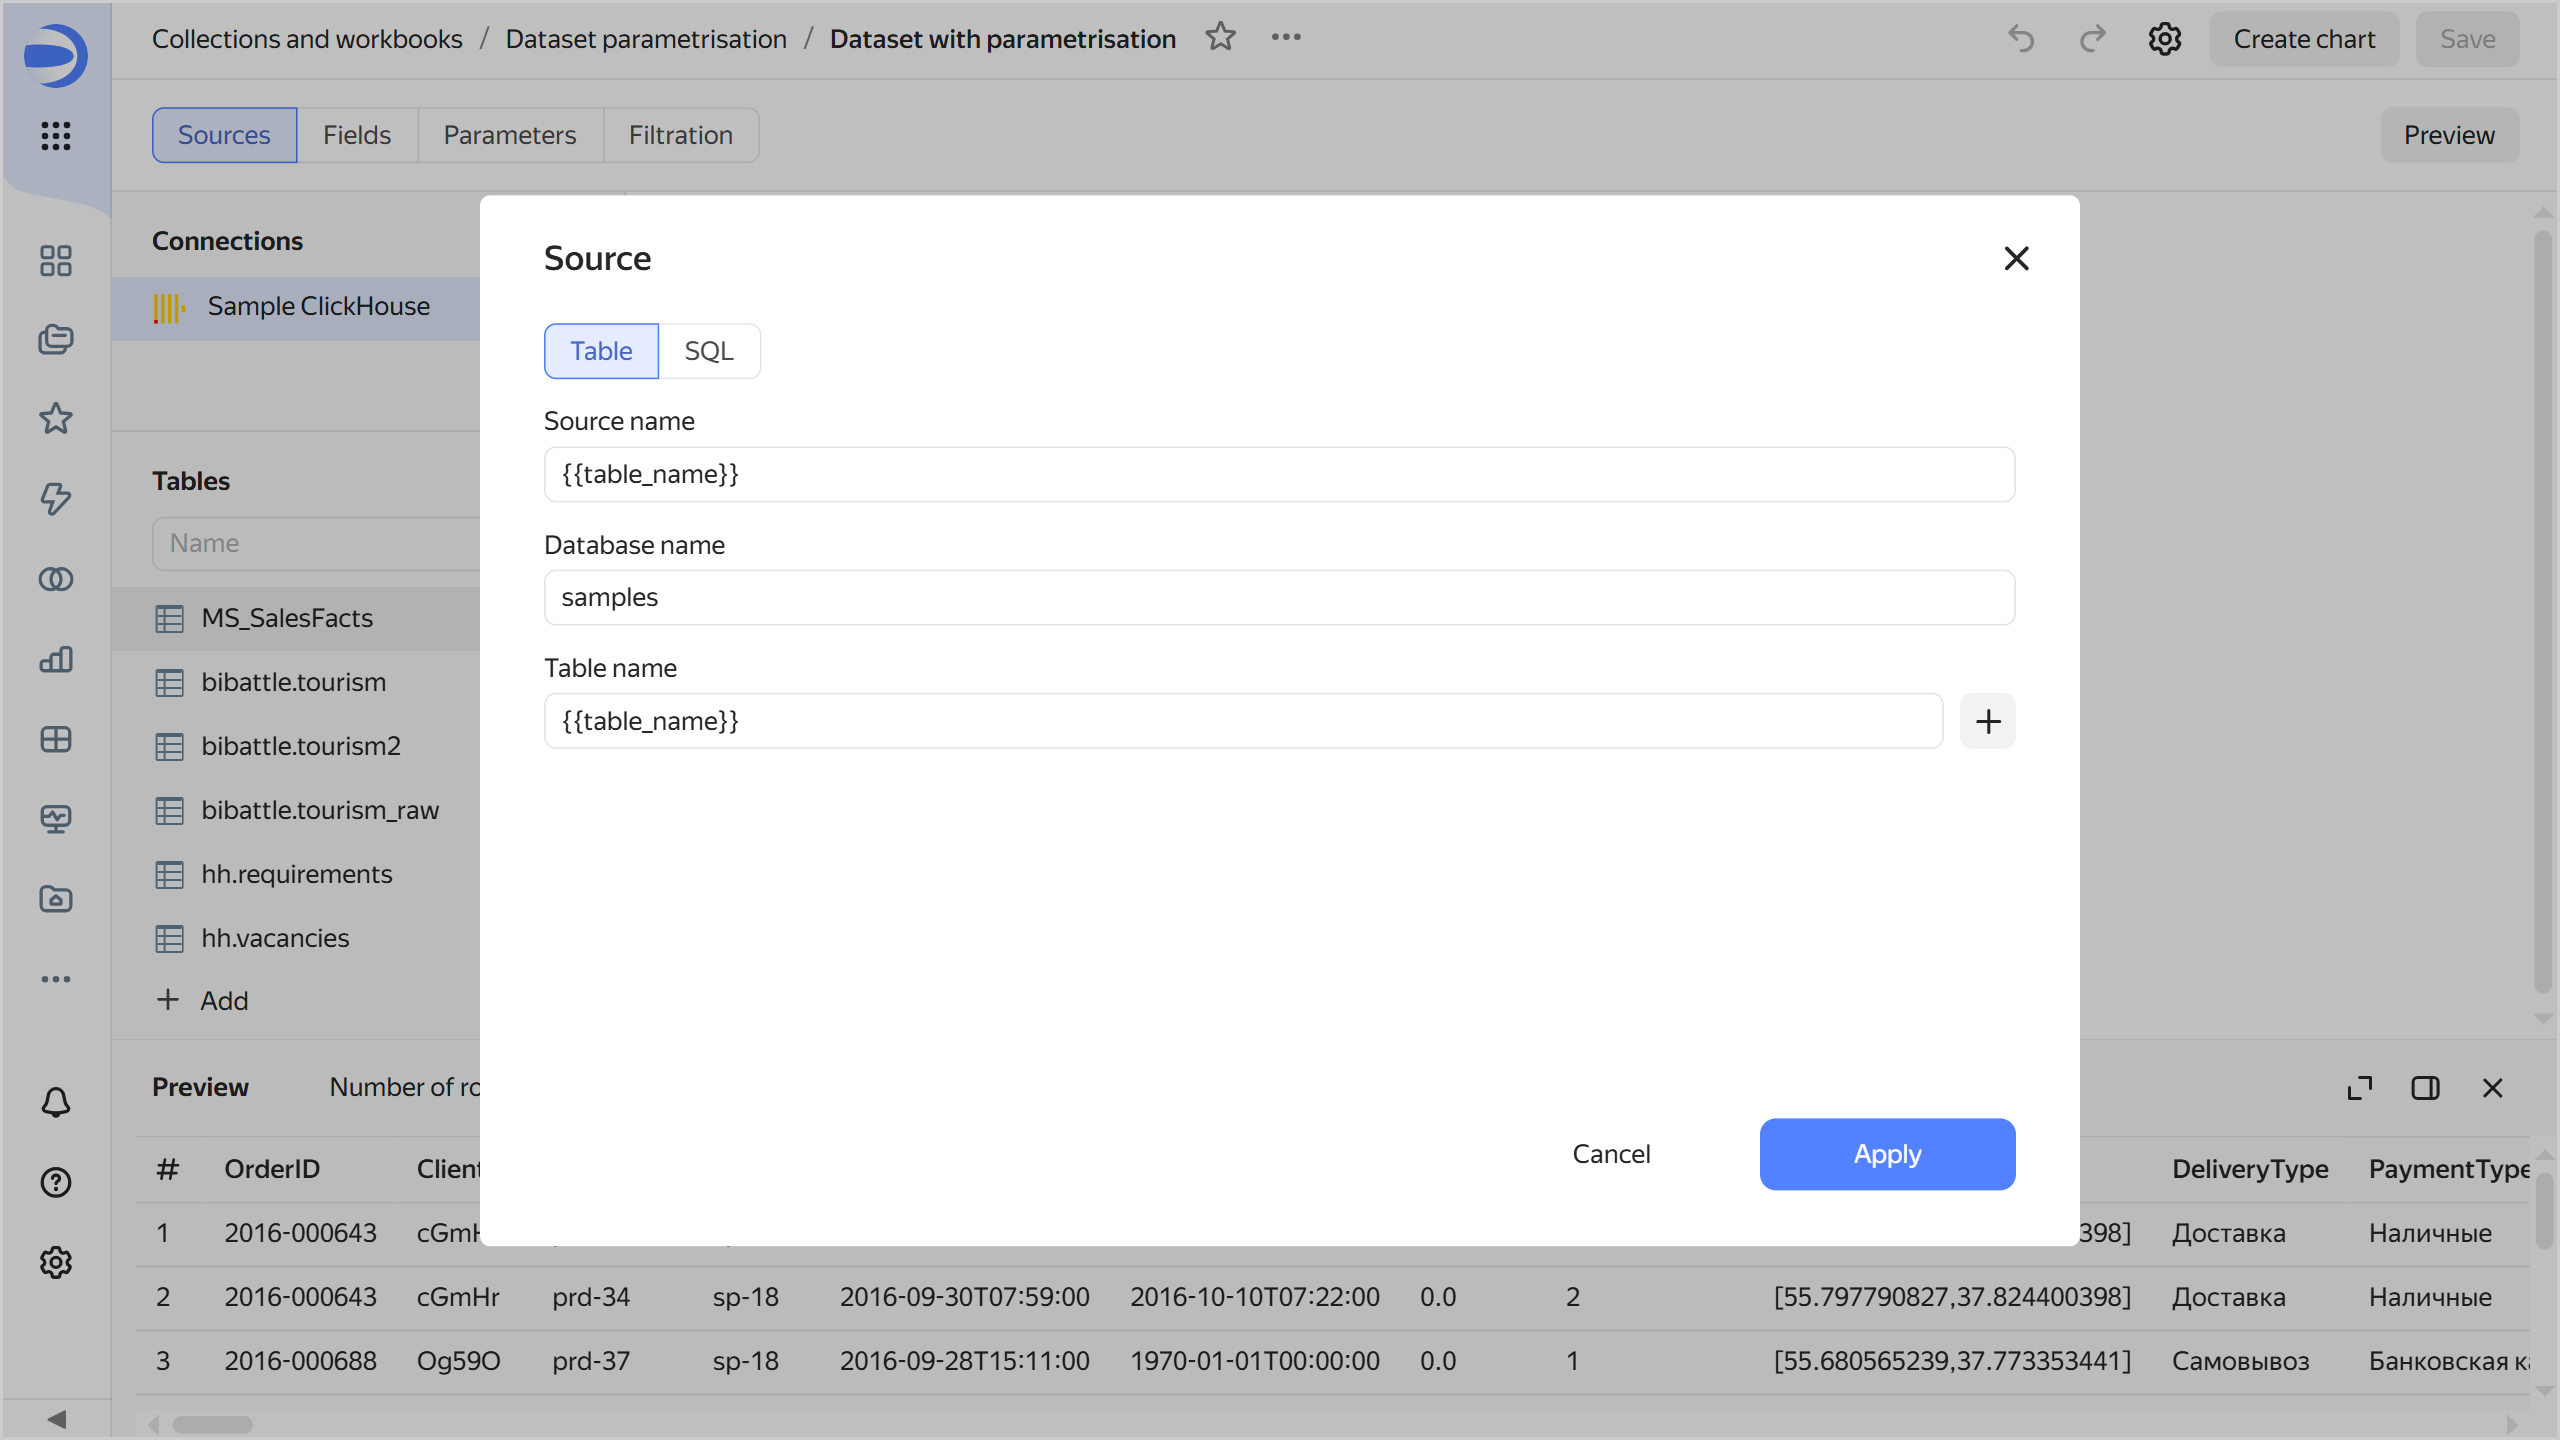 Collections and workbooks / Dataset parametrisation / Dataset with parametrisation
Create chart
Save
Sources
Fields
Parameters
Filtration
Preview
Connections
Sample ClickHouse
Tables
Name
MS_SalesFacts
bibattle.tourism
bibattle.tourism2
bibattle.tourism_raw
hh.requirements
hh.vacancies
+ Add
Source
Table
SQL
Source name
{{table_name}}
Database name
samples
Table name
{{table_name}}
Cancel
Apply
Preview
Number of ro
# OrderID Client DeliveryType PaymentType
1 2016-000643 cGmH 398] Доставка Наличные
2 2016-000643 cGmHr prd-34 sp-18 2016-09-30T07:59:00 2016-10-10T07:22:00 0.0 2 [55.797790827,37.824400398] Доставка Наличные
3 2016-000688 Og59O prd-37 sp-18 2016-09-28T15:11:00 1970-01-01T00:00:00 0.0 1 [55.680565239,37.773353441] Самовывоз Банковская к